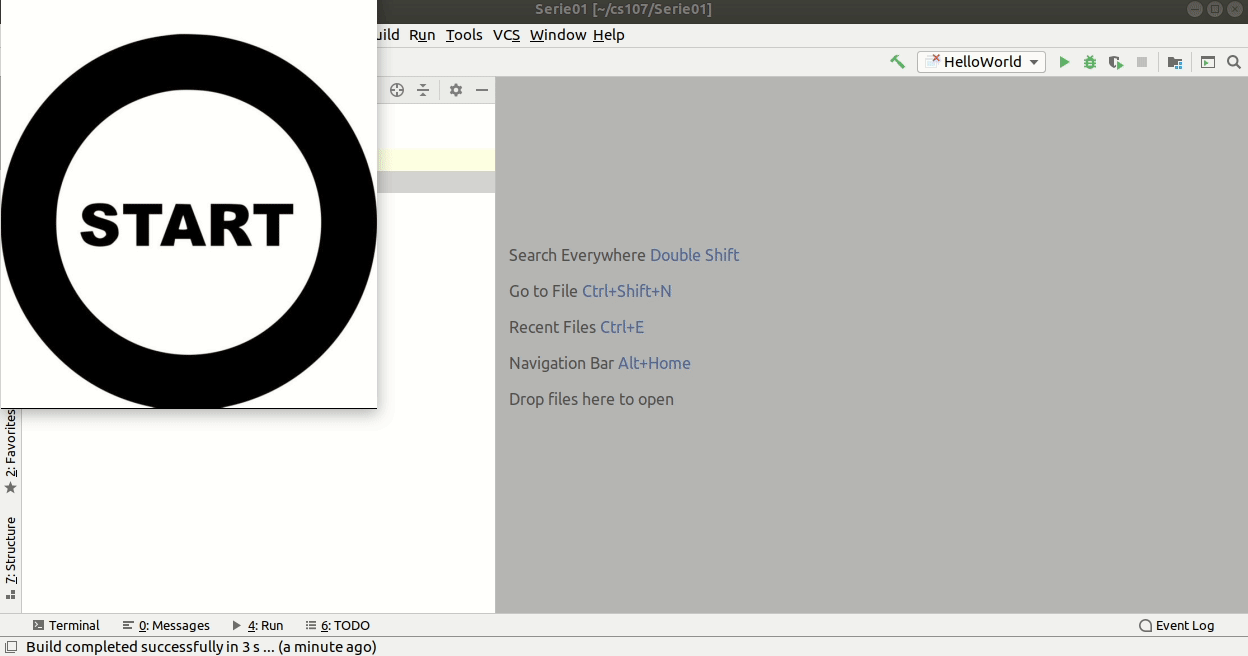 Serie01 [~/cs107/Serie01]
uild Run Tools VCS Window Help
HelloWorld
START
Search Everywhere Double Shift
Go to File Ctrl+Shift+N
Recent Files Ctrl+E
Navigation Bar Alt+Home
Drop files here to open
2: Favorites
7: Structure
Terminal 0: Messages 4: Run 6: TODO Event Log
Build completed successfully in 3 s ... (a minute ago)